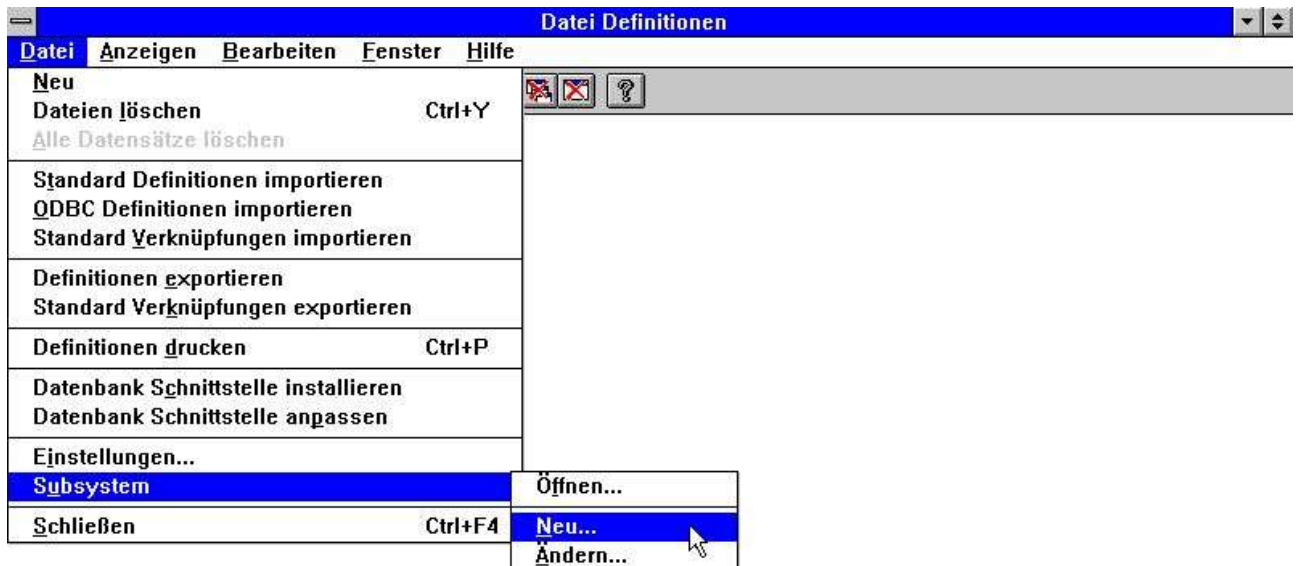 Datei Definitionen
Datei Anzeigen Bearbeiten Fenster Hilfe
Neu
Dateien löschen Ctrl+Y
Alle Datensätze löschen
Standard Definitionen importieren
ODBC Definitionen importieren
Standard Verknüpfungen importieren
Definitionen exportieren
Standard Verknüpfungen exportieren
Definitionen drucken Ctrl+P
Datenbank Schnittstelle installieren
Datenbank Schnittstelle anpassen
Einstellungen...
Subsystem
Schließen Ctrl+F4
Öffnen...
Neu...
Ändern...